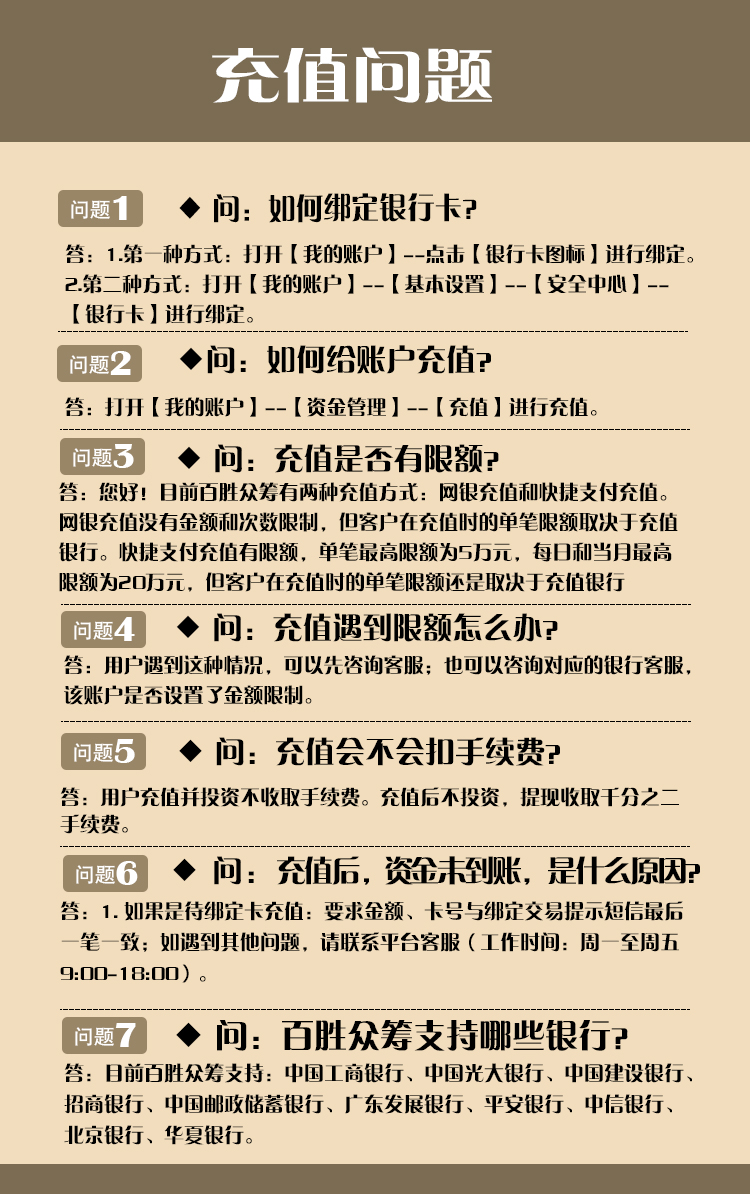 充值问题
问题1 ◆ 问：如何绑定银行卡？
答：1.第一种方式：打开【我的账户】--点击【银行卡图标】进行绑定。
2.第二种方式：打开【我的账户】--【基本设置】--【安全中心】--
【银行卡】进行绑定。
问题2 ◆问：如何给账户充值？
答：打开【我的账户】--【资金管理】--【充值】进行充值。
问题3 ◆ 问：充值是否有限额？
答：您好！目前百胜众筹有两种充值方式：网银充值和快捷支付充值。
网银充值没有金额和次数限制，但客户在充值时的单笔限额取决于充值
银行。快捷支付充值有限额，单笔最高限额为5万元，每日和当月最高
限额为20万元，但客户在充值时的单笔限额还是取决于充值银行
问题4 ◆ 问：充值遇到限额怎么办？
答：用户遇到这种情况，可以先咨询客服；也可以咨询对应的银行客服，
该账户是否设置了金额限制。
问题5 ◆ 问：充值会不会扣手续费？
答：用户充值并投资不收取手续费。充值后不投资，提现收取千分之二
手续费。
问题6 ◆ 问：充值后，资金未到账，是什么原因？
答：1.如果是待绑定卡充值：要求金额、卡号与绑定交易提示短信最后
一笔一致；如遇到其他问题，请联系平台客服（工作时间：周一至周五
9:00-18:00）。
问题7 ◆ 问：百胜众筹支持哪些银行？
答：目前百胜众筹支持：中国工商银行、中国光大银行、中国建设银行、
招商银行、中国邮政储蓄银行、广东发展银行、平安银行、中信银行、
北京银行、华夏银行。